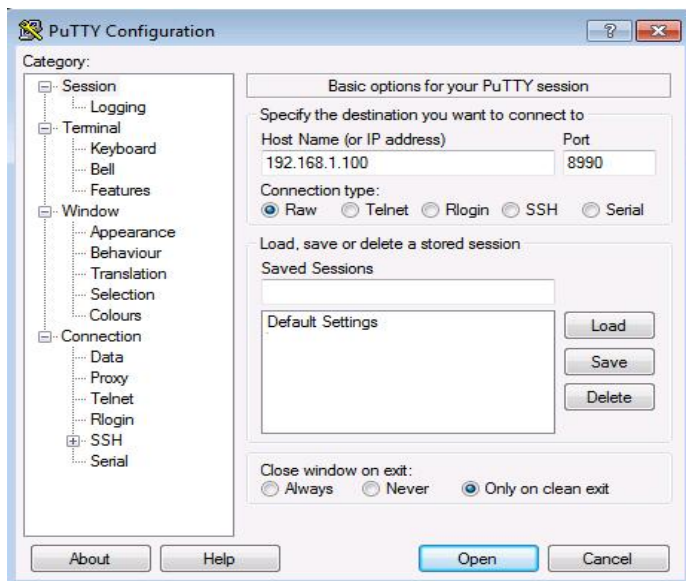 PuTTY Configuration
Category:
Session
Logging
Terminal
Keyboard
Bell
Features
Window
Appearance
Behaviour
Translation
Selection
Colours
Connection
Data
Proxy
Telnet
Rlogin
SSH
Serial
Basic options for your PuTTY session
Specify the destination you want to connect to
Host Name (or IP address) Port
192.168.1.100 8990
Connection type:
Raw Telnet Rlogin SSH Serial
Load, save or delete a stored session
Saved Sessions
Default Settings
Load
Save
Delete
Close window on exit:
Always Never Only on clean exit
About Help Open Cancel